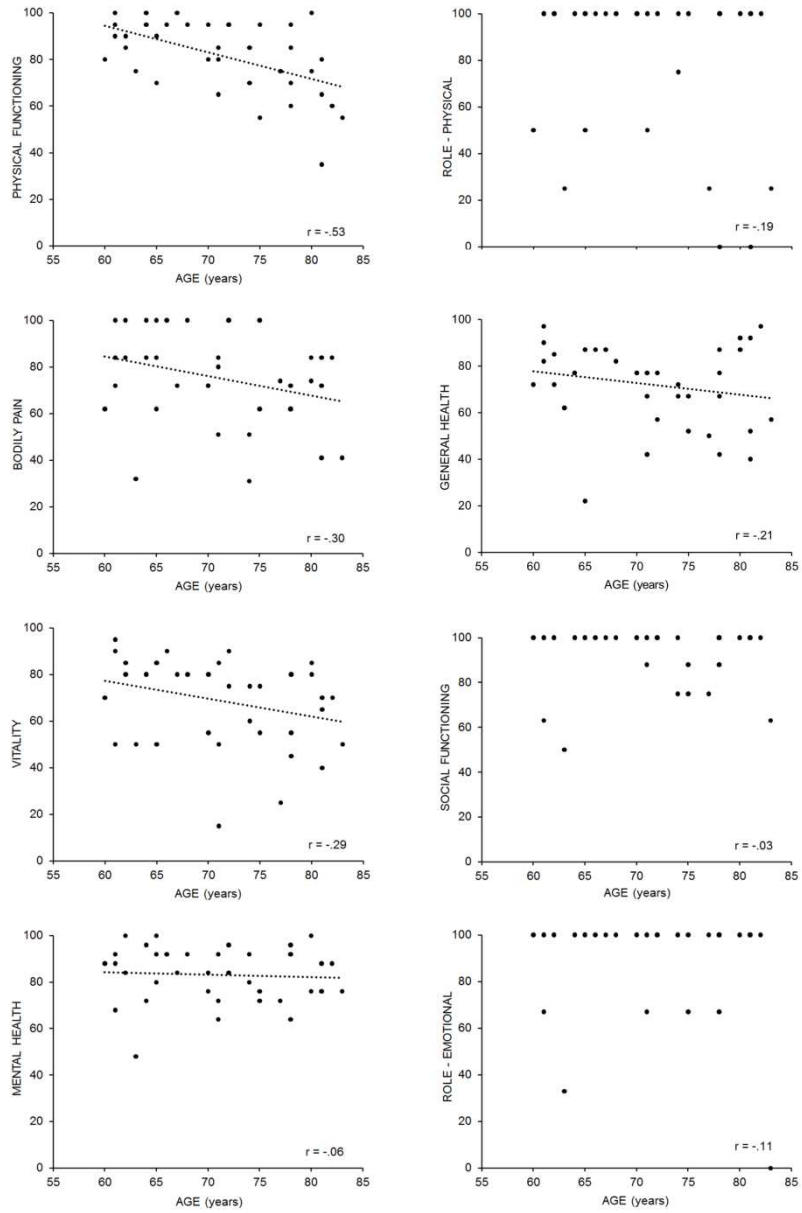 PHYSICAL FUNCTIONING
100
80
60
40
20
0
r = -.53
55 60 65 70 75 80 85
AGE (years)
ROLE - PHYSICAL
100
80
60
40
20
0
r = -.19
55 60 65 70 75 80 85
AGE (years)
BODILY PAIN
100
80
60
40
20
0
r = -.30
55 60 65 70 75 80 85
AGE (years)
GENERAL HEALTH
100
80
60
40
20
0
r = -.21
55 60 65 70 75 80 85
AGE (years)
VITALITY
100
80
60
40
20
0
r = -.29
55 60 65 70 75 80 85
AGE (years)
SOCIAL FUNCTIONING
100
80
60
40
20
0
r = -.03
55 60 65 70 75 80 85
AGE (years)
MENTAL HEALTH
100
80
60
40
20
0
r = -.06
55 60 65 70 75 80 85
AGE (years)
ROLE - EMOTIONAL
100
80
60
40
20
0
r = -.11
55 60 65 70 75 80 85
AGE (years)